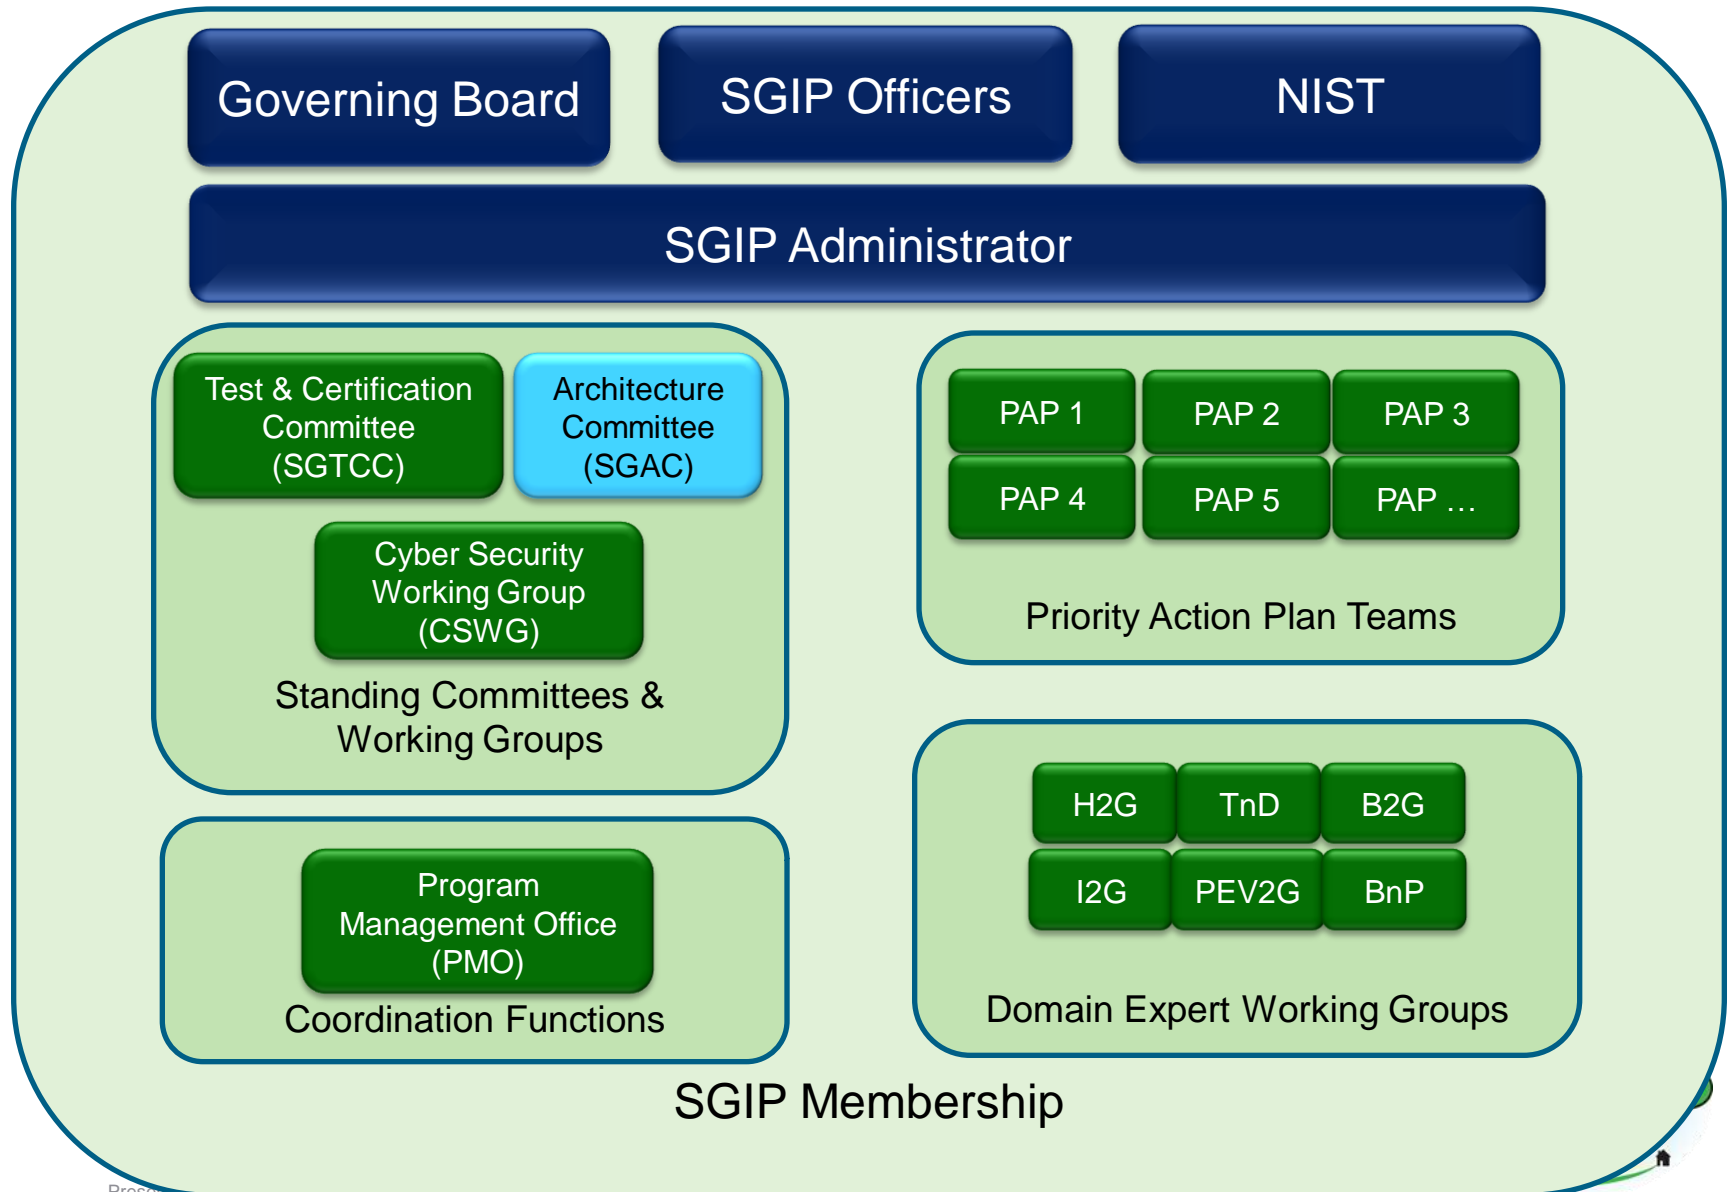 Governing Board
SGIP Officers
NIST
SGIP Administrator
Test & Certification
Committee
(SGTCC)
Architecture
Committee
(SGAC)
Cyber Security
Working Group
(CSWG)
Standing Committees &
Working Groups
PAP 1
PAP 2
PAP 3
PAP 4
PAP 5
PAP …
Priority Action Plan Teams
Program
Management Office
(PMO)
Coordination Functions
H2G
TnD
B2G
I2G
PEV2G
BnP
Domain Expert Working Groups
SGIP Membership